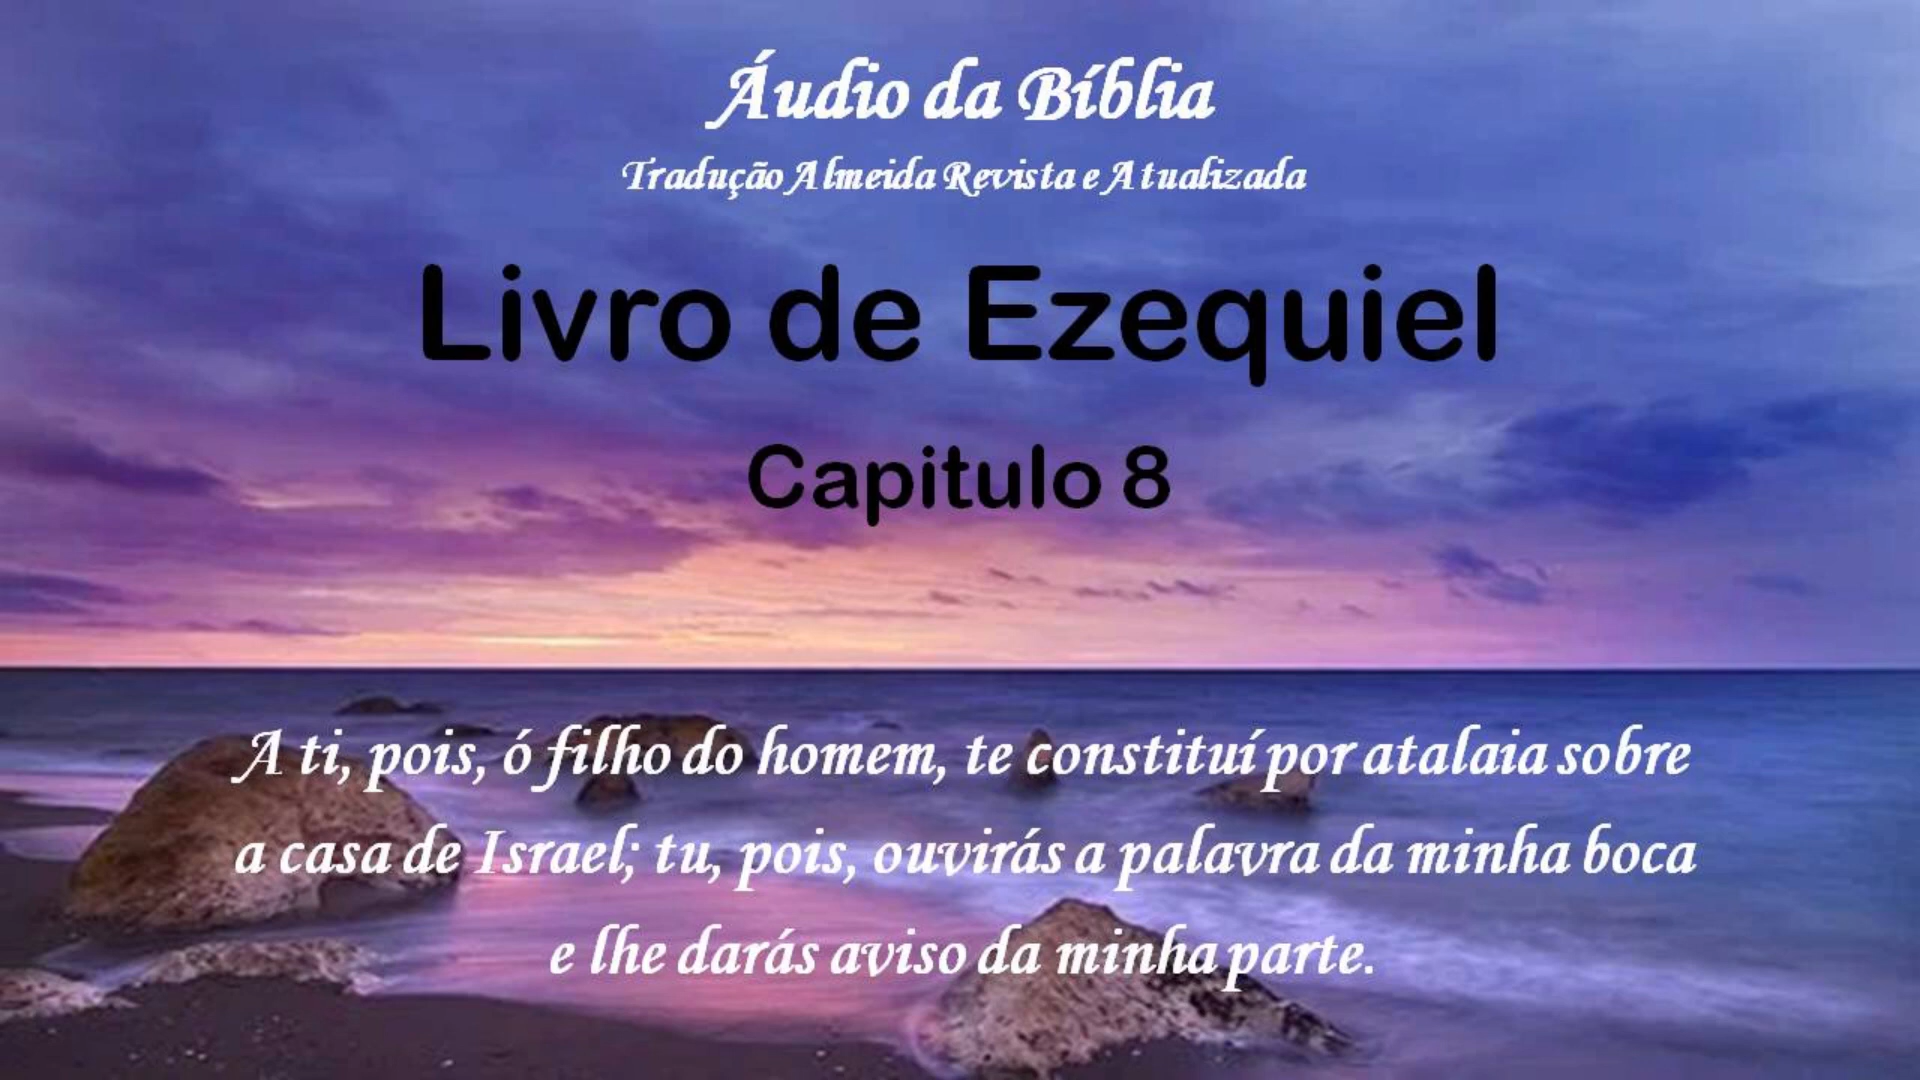 Áudio da Bíblia
Tradução Almeida Revista e Atualizada
Livro de Ezequiel
Capitulo 8
A ti, pois, ó filho do homem, te constituí por atalaia sobre
a casa de Israel; tu, pois, ouvirás a palavra da minha boca
e lhe darás aviso da minha parte.